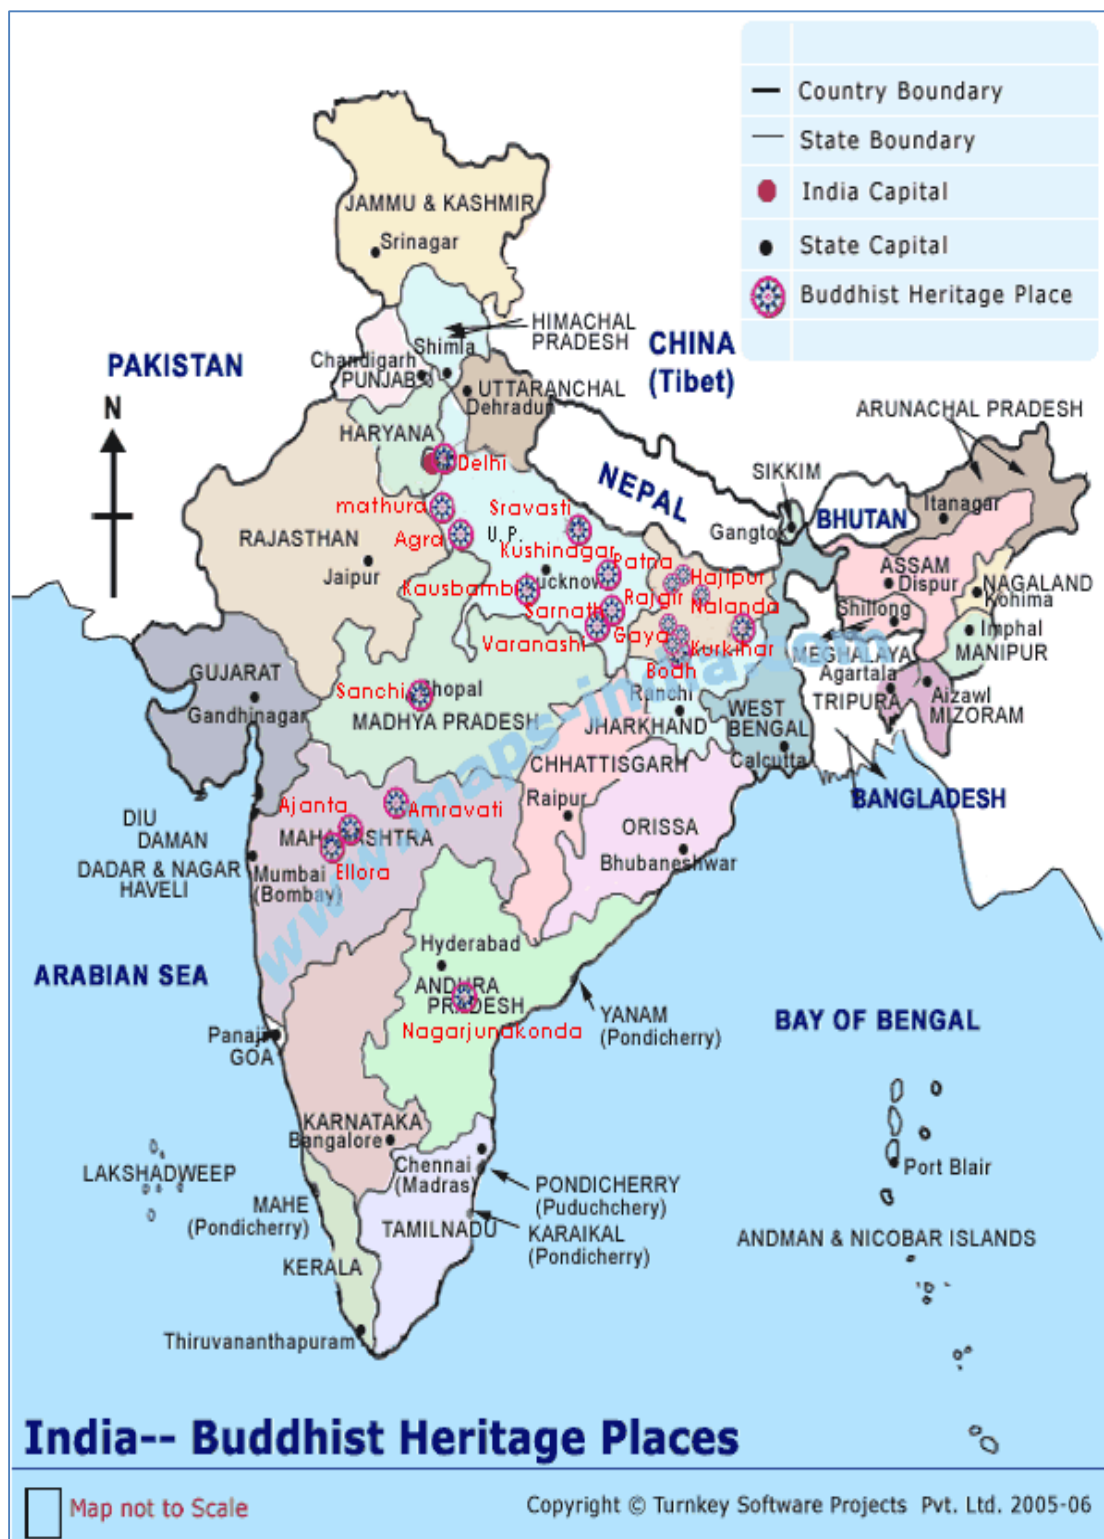 Country Boundary
State Boundary
India Capital
State Capital
Buddhist Heritage Place
JAMMU & KASHMIR
Srinagar
HIMACHAL
PRADESH
Shimla
CHINA
(Tibet)
PAKISTAN
Chandigarh
PUNJAB
UTTARANCHAL
Dehradun
N
ARUNACHAL PRADESH
HARYANA
Delhi
SIKKIM
NEPAL
mathura
Sravasti
Itanagar
Gangtok
BHUTAN
Agra
U.P.
RAJASTHAN
Kushinagar
Patna
Jaipur
Hajipur
ASSAM
Dispur
NAGALAND
Kausbambi
Lucknow
Rajgir
Nalanda
Kohima
Sarnath
Shillong
Gaya
Imphal
Varanashi
Kurkihar
MEGHALAYA
MANIPUR
Bodh
GUJARAT
Agartala
Sanchi
Bhopal
Ranchi
TRIPURA
Aizawl
Gandhinagar
MADHYA PRADESH
JHARKHAND
WEST
BENGAL
MIZORAM
Calcutta
CHHATTISGARH
Ajanta
Amravati
Raipur
BANGLADESH
DIU
DAMAN
MAHARASHTRA
ORISSA
DADAR & NAGAR
HAVELI
Mumbai
(Bombay)
Ellora
Bhubaneshwar
www.maps-india.com
Hyderabad
ARABIAN SEA
ANDHRA
PRADESH
YANAM
(Pondicherry)
BAY OF BENGAL
Nagarjunakonda
Panaji
GOA
KARNATAKA
Bangalore
Chennai
(Madras)
Port Blair
LAKSHADWEEP
PONDICHERRY
(Puduchchery)
MAHE
(Pondicherry)
TAMILNADU
KARAIKAL
(Pondicherry)
ANDMAN & NICOBAR ISLANDS
KERALA
Thiruvananthapuram
India-- Buddhist Heritage Places
Map not to Scale
Copyright © Turnkey Software Projects Pvt. Ltd. 2005-06